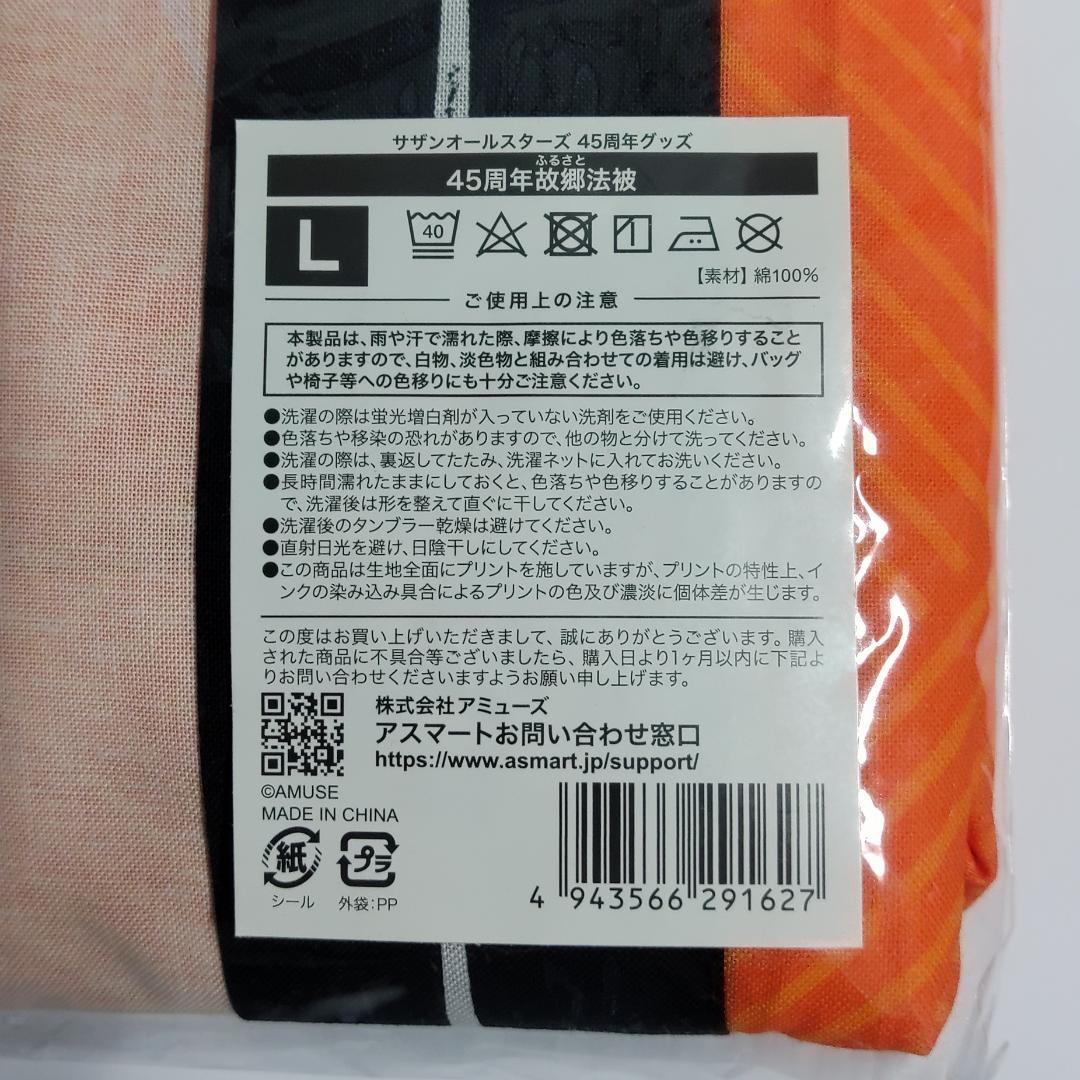 サザンオールスターズ 45周年グッズ
ふるさと
45周年故郷法被
L
40
【素材】綿100%
ご使用上の注意
本製品は、雨や汗で濡れた際、摩擦により色落ちや色移りすること
がありますので、白物、淡色物と組み合わせての着用は避け、バッグ
や椅子等への色移りにも十分ご注意ください。
●洗濯の際は蛍光増白剤が入っていない洗剤をご使用ください。
●色落ちや移染の恐れがありますので、他の物と分けて洗ってください。
●洗濯の際は、裏返してたたみ、洗濯ネットに入れてお洗いください。
●長時間濡れたままにしておくと、色落ちや色移りすることがありますの
で、洗濯後は形を整えて直ぐに干してください。
●洗濯後のタンブラー乾燥は避けてください。
●直射日光を避け、日陰干しにしてください。
●この商品は生地全面にプリントを施していますが、プリントの特性上、イ
ンクの染み込み具合によるプリントの色及び濃淡に個体差が生じます。
この度はお買い上げいただきまして、誠にありがとうございます。購入
された商品に不具合等ございましたら、購入日より1ヶ月以内に下記よ
りお問い合わせくださいますようお願い申し上げます。
株式会社アミューズ
アスマートお問い合わせ窓口
https://www.asmart.jp/support/
©AMUSE
MADE IN CHINA
紙
プラ
シール
外袋:PP
4 943566 291627